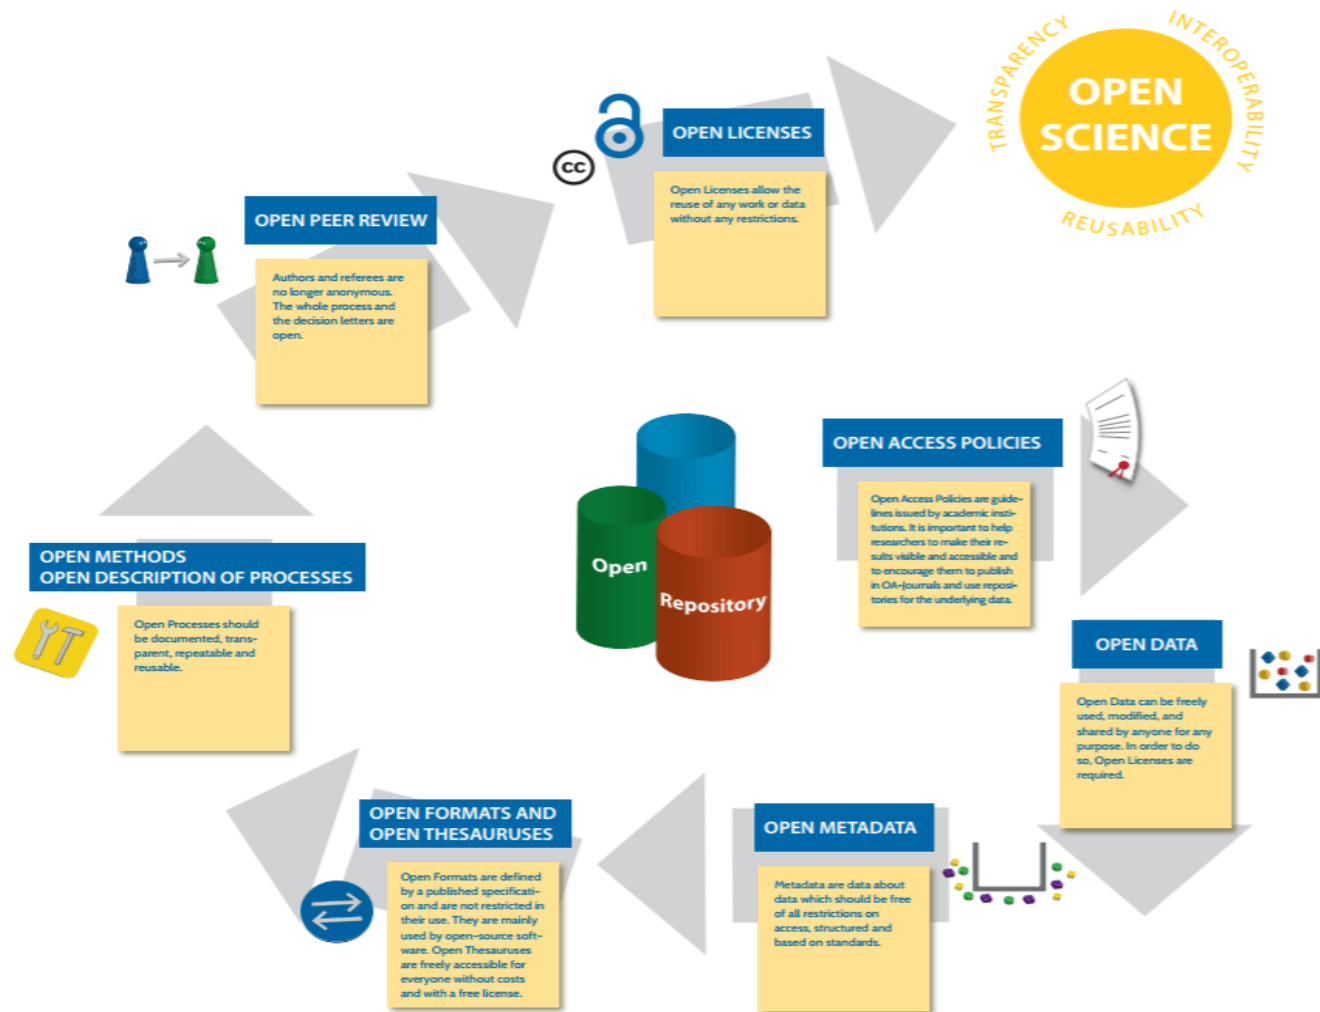 TRANSPARENCY
INTEROPERABILITY
OPEN
SCIENCE
REUSABILITY
OPEN LICENSES
cc
Open Licenses allow the
reuse of any work or data
without any restrictions.
OPEN PEER REVIEW
Authors and referees are
no longer anonymous.
The whole process and
the decision letters are
open.
OPEN ACCESS POLICIES
Open Access Policies are guide-
lines issued by academic insti-
tutions. It is important to help
researchers to make their re-
sults visible and accessible and
to encourage them to publish
in OA-Journals and use reposi-
tories for the underlying data.
Open
Repository
OPEN METHODS
OPEN DESCRIPTION OF PROCESSES
Open Processes should
be documented, trans-
parent, repeatable and
reusable.
OPEN DATA
Open Data can be freely
used, modified, and
shared by anyone for any
purpose. In order to do
so, Open Licenses are
required.
OPEN FORMATS AND
OPEN THESAURUSES
Open Formats are defined
by a published specificati-
on and are not restricted in
their use. They are mainly
used by open-source soft-
ware. Open Thesauruses
are freely accessible for
everyone without costs
and with a free license.
OPEN METADATA
Metadata are data about
data which should be free
of all restrictions on
access, structured and
based on standards.